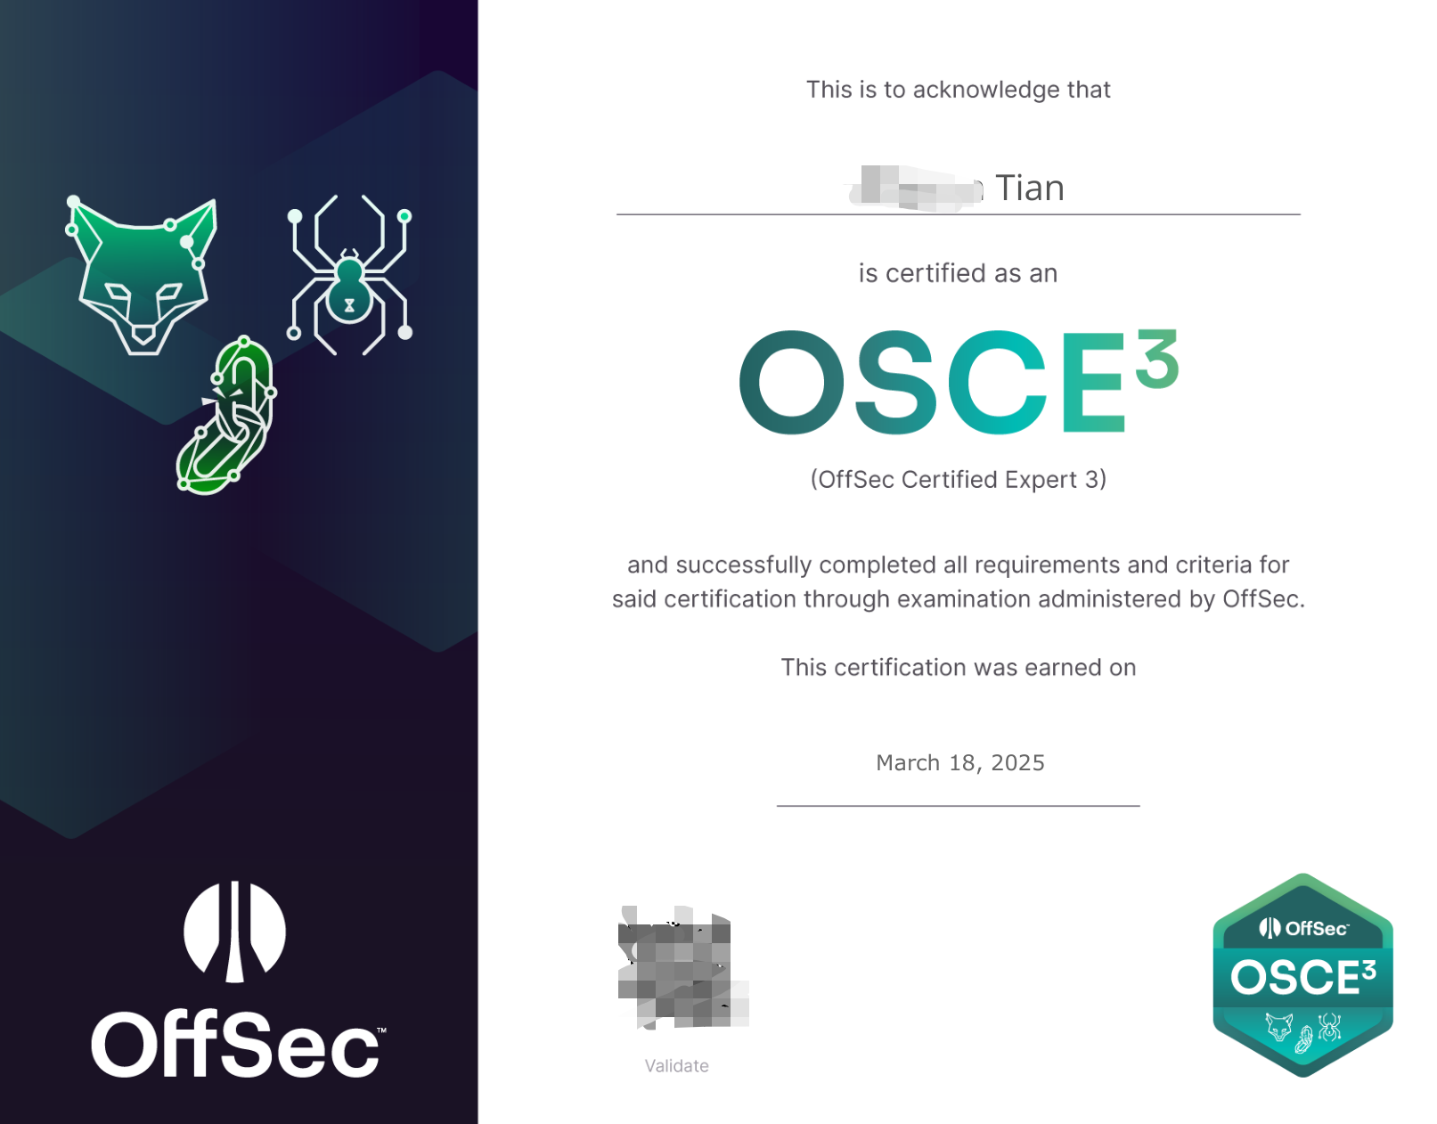 This is to acknowledge that
Tian
is certified as an
OSCE³
(OffSec Certified Expert 3)
and successfully completed all requirements and criteria for
said certification through examination administered by OffSec.
This certification was earned on
March 18, 2025
Validate
OffSec™
OffSec™
OSCE³